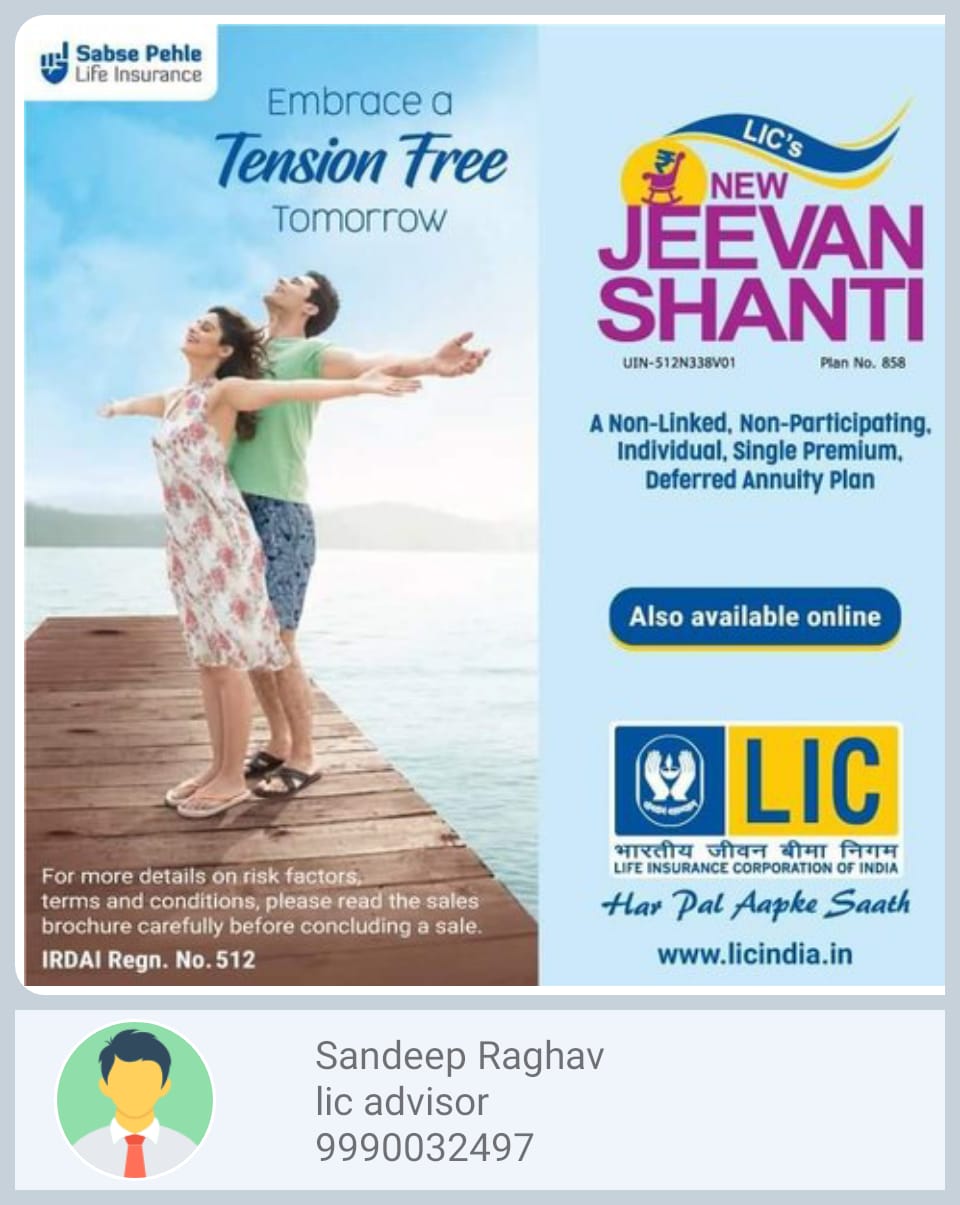 Sabse Pehle
Life Insurance
Embrace a
Tension Free
Tomorrow
LIC's
NEW
JEEVAN
SHANTI
UIN-512N338V01 Plan No. 858
A Non-Linked, Non-Participating,
Individual, Single Premium,
Deferred Annuity Plan
Also available online
LIC
भारतीय जीवन बीमा निगम
LIFE INSURANCE CORPORATION OF INDIA
Har Pal Aapke Saath
www.licindia.in
For more details on risk factors,
terms and conditions, please read the sales
brochure carefully before concluding a sale.
IRDAI Regn. No. 512
Sandeep Raghav
lic advisor
9990032497